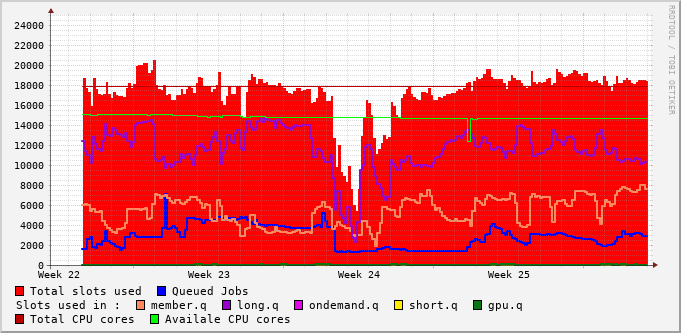 24000
22000
20000
18000
16000
14000
12000
10000
8000
6000
4000
2000
0
Week 22 Week 23 Week 24 Week 25
Total slots used Queued Jobs
Slots used in : member.q long.q ondemand.q short.q gpu.q
Total CPU cores Availale CPU cores
RRDTOOL / TOBI OETIKER